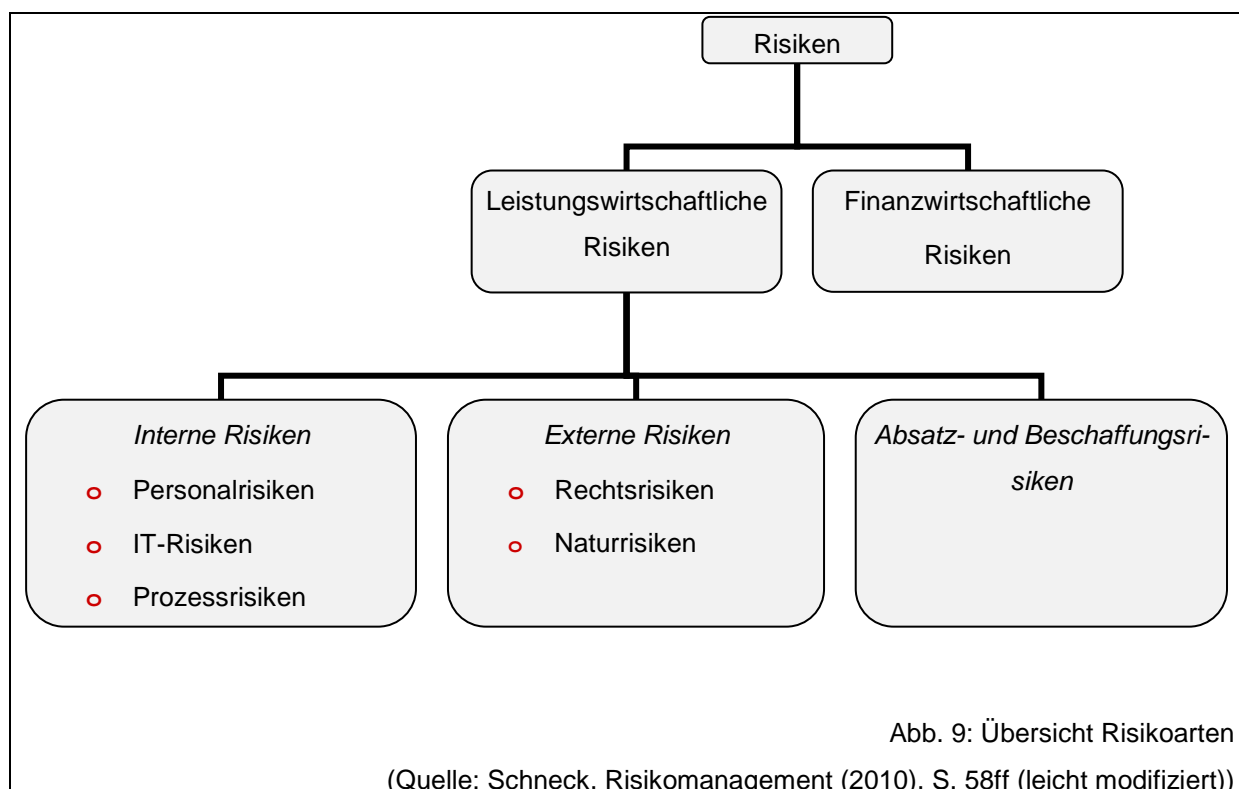 Risiken
Leistungswirtschaftliche
Risiken
Finanzwirtschaftliche
Risiken
Interne Risiken
o Personalrisiken
o IT-Risiken
o Prozessrisiken
Externe Risiken
o Rechtsrisiken
o Naturrisiken
Absatz- und Beschaffungsri-
siken
Abb. 9: Übersicht Risikoarten
(Quelle: Schneck, Risikomanagement (2010), S. 58ff (leicht modifiziert))